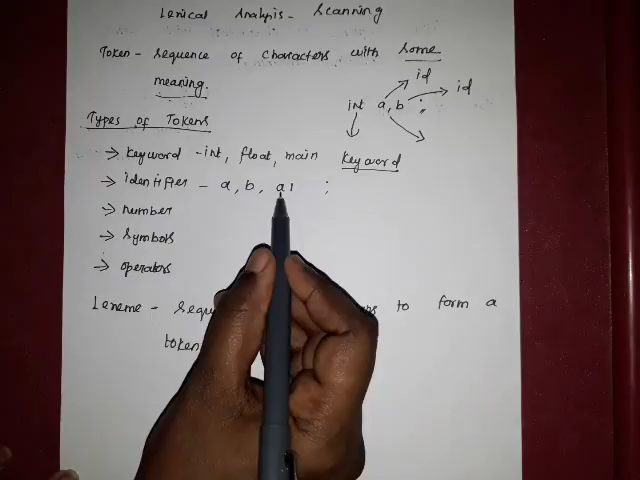 Lexical Analysis - Scanning
Token - Sequence of characters with some
meaning.
id
id
int a, b ;
Types of Tokens
→ keyword - int, float, main
keyword
→ identifier - a, b, a1 ;
→ number
→ symbols
→ operators
Lexeme - to form a
token